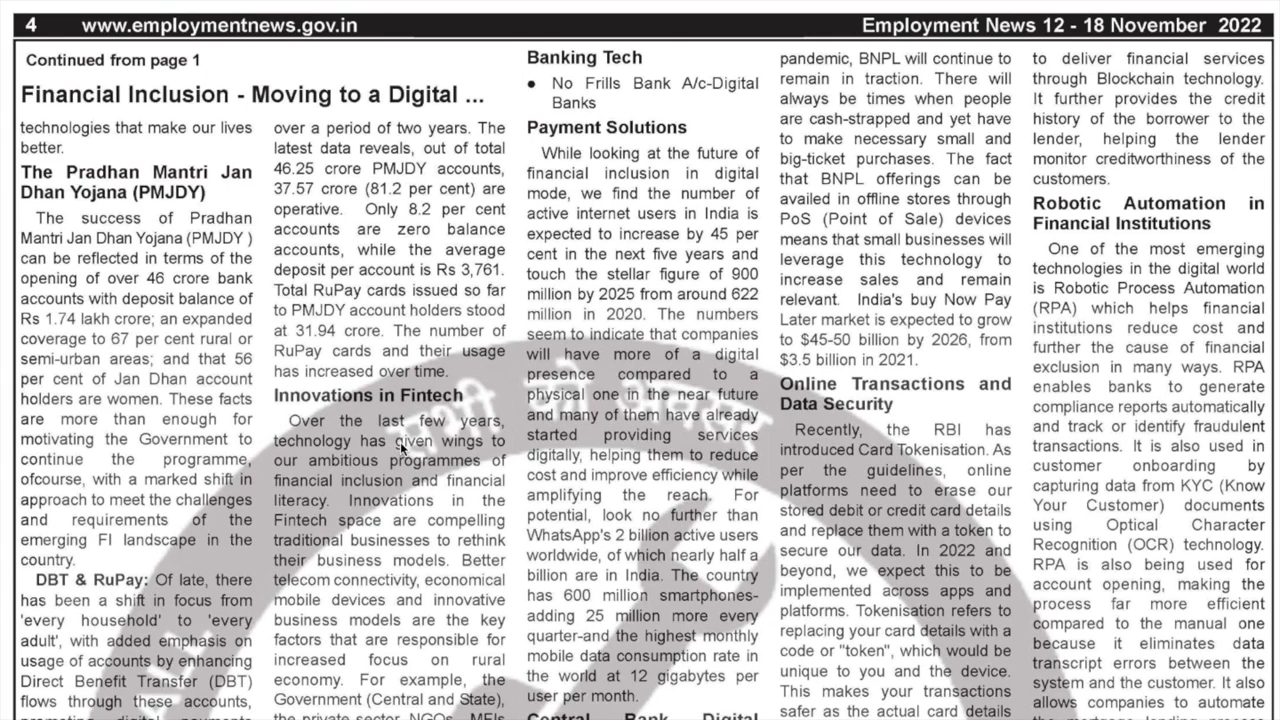 4 www.employmentnews.gov.in Employment News 12 - 18 November 2022
Continued from page 1
Financial Inclusion - Moving to a Digital ...
technologies that make our lives
better.
The Pradhan Mantri Jan
Dhan Yojana (PMJDY)
The success of Pradhan
Mantri Jan Dhan Yojana (PMJDY )
can be reflected in terms of the
opening of over 46 crore bank
accounts with deposit balance of
Rs 1.74 lakh crore; an expanded
coverage to 67 per cent rural or
semi-urban areas; and that 56
per cent of Jan Dhan account
holders are women. These facts
are more than enough for
motivating the Government to
continue the programme,
ofcourse, with a marked shift in
approach to meet the challenges
and requirements of the
emerging FI landscape in the
country.
DBT & RuPay: Of late, there
has been a shift in focus from
'every household' to 'every
adult', with added emphasis on
usage of accounts by enhancing
Direct Benefit Transfer (DBT)
flows through these accounts,
promoting digital payments
over a period of two years. The
latest data reveals, out of total
46.25 crore PMJDY accounts,
37.57 crore (81.2 per cent) are
operative. Only 8.2 per cent
accounts are zero balance
accounts, while the average
deposit per account is Rs 3,761.
Total RuPay cards issued so far
to PMJDY account holders stood
at 31.94 crore. The number of
RuPay cards and their usage
has increased over time.
Innovations in Fintech
Over the last few years,
technology has given wings to
our ambitious programmes of
financial inclusion and financial
literacy. Innovations in the
Fintech space are compelling
traditional businesses to rethink
their business models. Better
telecom connectivity, economical
mobile devices and innovative
business models are the key
factors that are responsible for
increased focus on rural
economy. For example, the
Government (Central and State),
the private sector, NGOs, MFIs
Banking Tech
● No Frills Bank A/c-Digital
Banks
Payment Solutions
While looking at the future of
financial inclusion in digital
mode, we find the number of
active internet users in India is
expected to increase by 45 per
cent in the next five years and
touch the stellar figure of 900
million by 2025 from around 622
million in 2020. The numbers
seem to indicate that companies
will have more of a digital
presence compared to a
physical one in the near future
and many of them have already
started providing services
digitally, helping them to reduce
cost and improve efficiency while
amplifying the reach. For
potential, look no further than
WhatsApp's 2 billion active users
worldwide, of which nearly half a
billion are in India. The country
has 600 million smartphones-
adding 25 million more every
quarter-and the highest monthly
mobile data consumption rate in
the world at 12 gigabytes per
user per month.
Central Bank Digital
pandemic, BNPL will continue to
remain in traction. There will
always be times when people
are cash-strapped and yet have
to make necessary small and
big-ticket purchases. The fact
that BNPL offerings can be
availed in offline stores through
PoS (Point of Sale) devices
means that small businesses will
leverage this technology to
increase sales and remain
relevant. India's buy Now Pay
Later market is expected to grow
to $45-50 billion by 2026, from
$3.5 billion in 2021.
Online Transactions and
Data Security
Recently, the RBI has
introduced Card Tokenisation. As
per the guidelines, online
platforms need to erase our
stored debit or credit card details
and replace them with a token to
secure our data. In 2022 and
beyond, we expect this to be
implemented across apps and
platforms. Tokenisation refers to
replacing your card details with a
code or "token", which would be
unique to you and the device.
This makes your transactions
safer as the actual card details
to deliver financial services
through Blockchain technology.
It further provides the credit
history of the borrower to the
lender, helping the lender
monitor creditworthiness of the
customers.
Robotic Automation in
Financial Institutions
One of the most emerging
technologies in the digital world
is Robotic Process Automation
(RPA) which helps financial
institutions reduce cost and
further the cause of financial
exclusion in many ways. RPA
enables banks to generate
compliance reports automatically
and track or identify fraudulent
transactions. It is also used in
customer onboarding by
capturing data from KYC (Know
Your Customer) documents
using Optical Character
Recognition (OCR) technology.
RPA is also being used for
account opening, making the
process far more efficient
compared to the manual one
because it eliminates data
transcript errors between the
system and the customer. It also
allows companies to automate